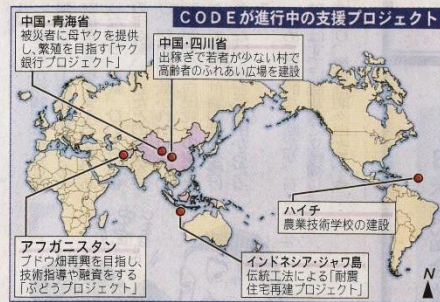 CODEが進行中の支援プロジェクト
中国・青海省
被災者に母ヤクを提供
し、繁殖を目指す「ヤク
銀行プロジェクト」
中国・四川省
出稼ぎで若者が少ない村で
高齢者のふれあい広場を建設
アフガニスタン
ブドウ畑再興を目指し、
技術指導や融資をする
「ぶどうプロジェクト」
インドネシア・ジャワ島
伝統工法による「耐震
住宅再建プロジェクト」
ハイチ
農業技術学校の建設
N